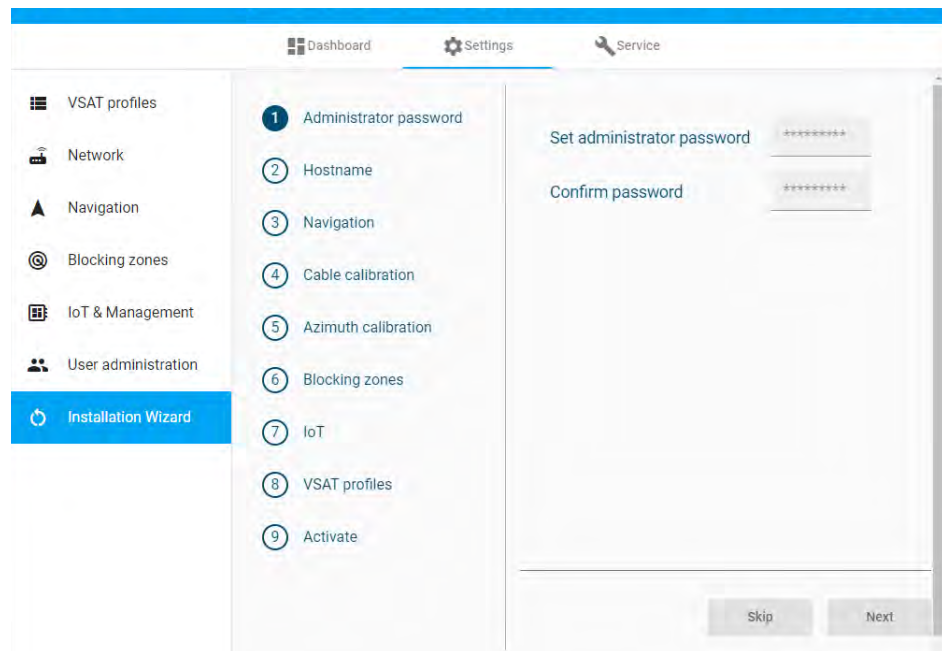 Dashboard Settings Service
VSAT profiles
Network
Navigation
Blocking zones
IoT & Management
User administration
Installation Wizard
1 Administrator password
2 Hostname
3 Navigation
4 Cable calibration
5 Azimuth calibration
6 Blocking zones
7 IoT
8 VSAT profiles
9 Activate
Set administrator password *********
Confirm password *********
Skip Next